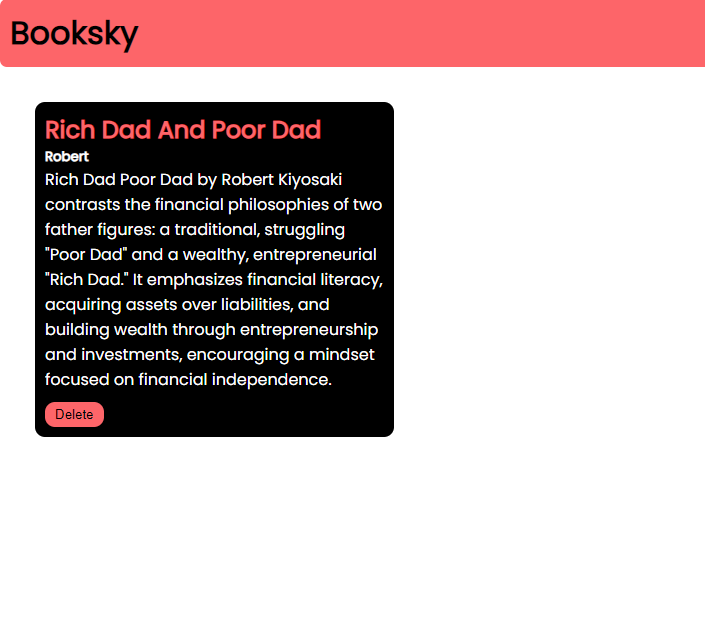 Booksky
Rich Dad And Poor Dad
Robert
Rich Dad Poor Dad by Robert Kiyosaki
contrasts the financial philosophies of two
father figures: a traditional, struggling
"Poor Dad" and a wealthy, entrepreneurial
"Rich Dad." It emphasizes financial literacy,
acquiring assets over liabilities, and
building wealth through entrepreneurship
and investments, encouraging a mindset
focused on financial independence.
Delete